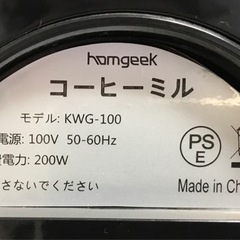 homgeek
コーヒーミル
モデル: KWG-100
電源: 100V 50-60Hz
電力: 200W
さないでください
PS
E
Made in Ch